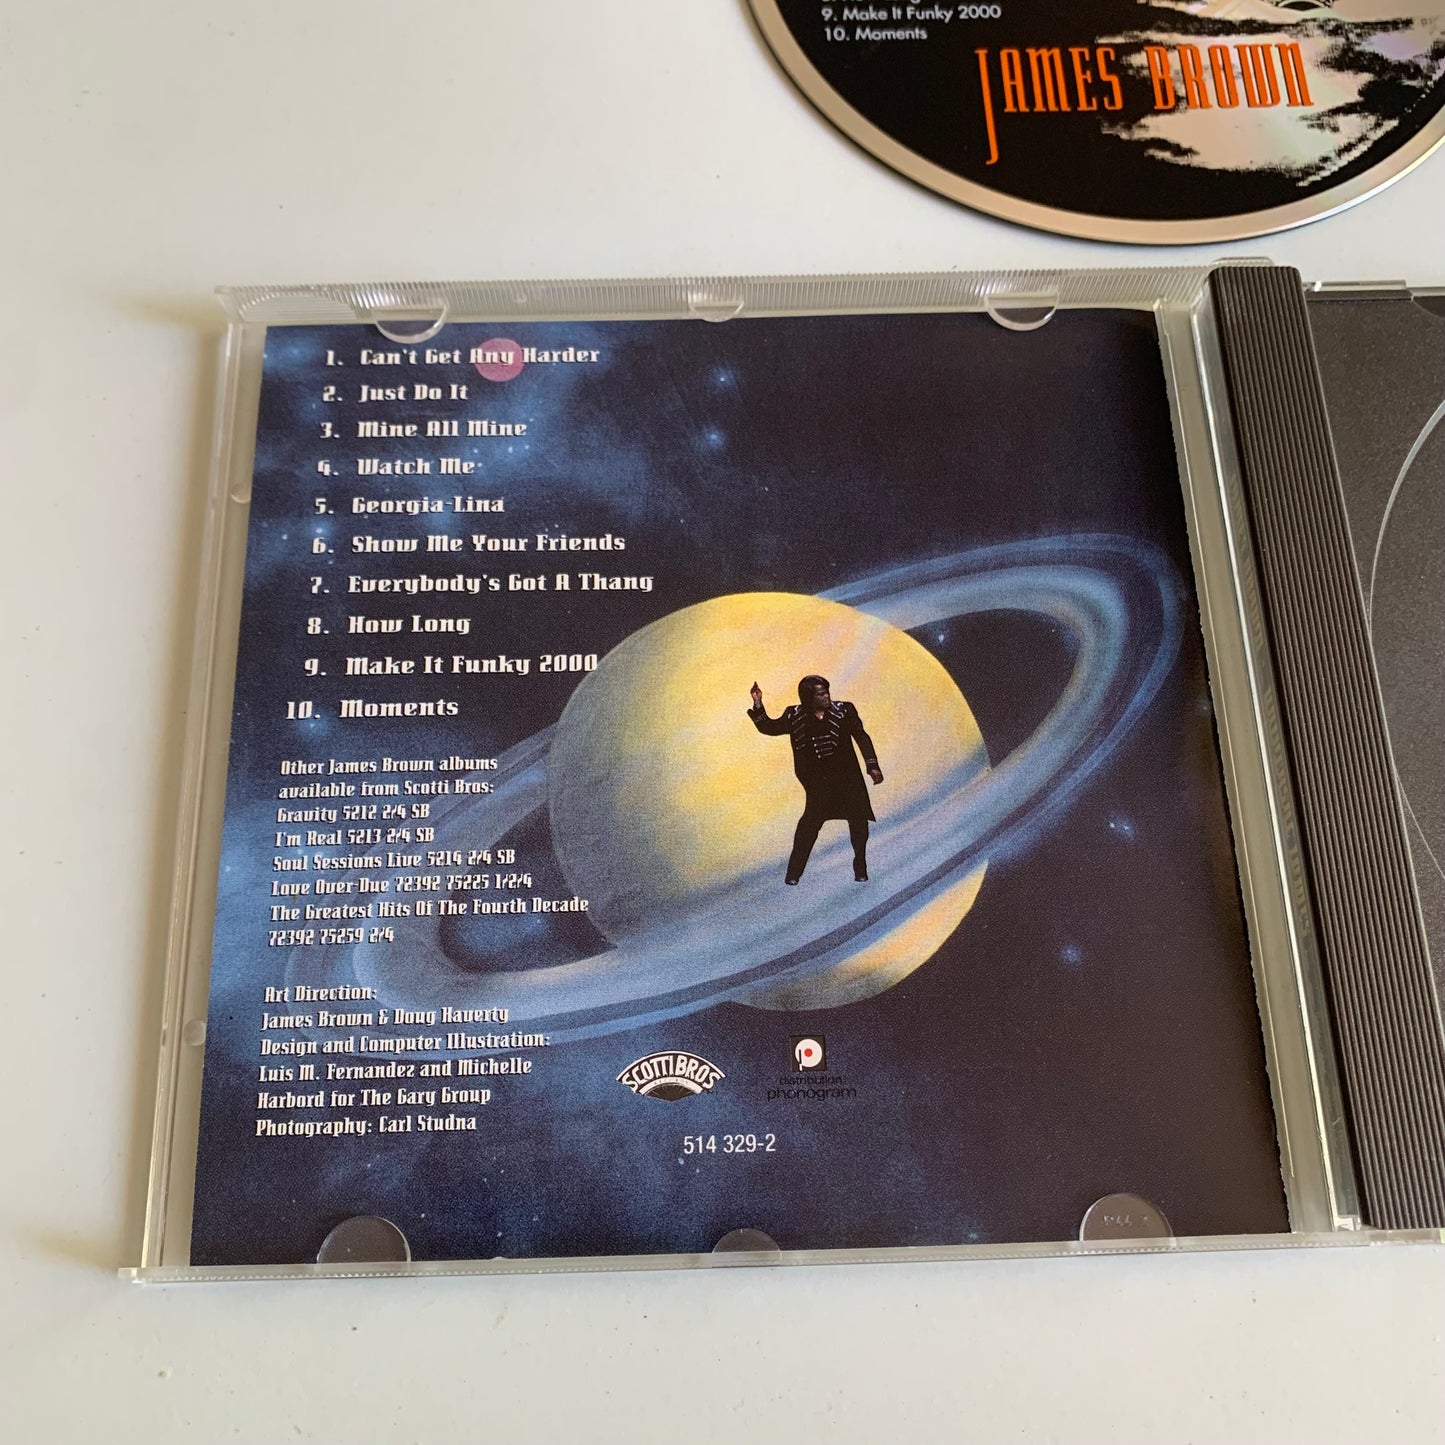 9. Make It Funky 2000
10. Moments
JAMES BROWN
1. Can't Get Any Harder
2. Just Do It
3. Mine All Mine
4. Watch Me
5. Georgia-Lina
6. Show Me Your Friends
7. Everybody's Got A Thang
8. How Long
9. Make It Funky 2000
10. Moments
Other James Brown albums
available from Scotti Bros:
Gravity 5212 2/4 SB
I'm Real 5213 2/4 SB
Soul Sessions Live 5214 2/4 SB
Love Over-Due 72392 75225 1/2/4
The Greatest Hits Of The Fourth Decade
72392 75259 2/4
Art Direction:
James Brown & Doug Haverty
Design and Computer Illustration:
Luis M. Fernandez and Michelle
Harbord for The Gary Group
Photography: Carl Studna
SCOTTI BROS
distribution:
phonogram
514 329-2